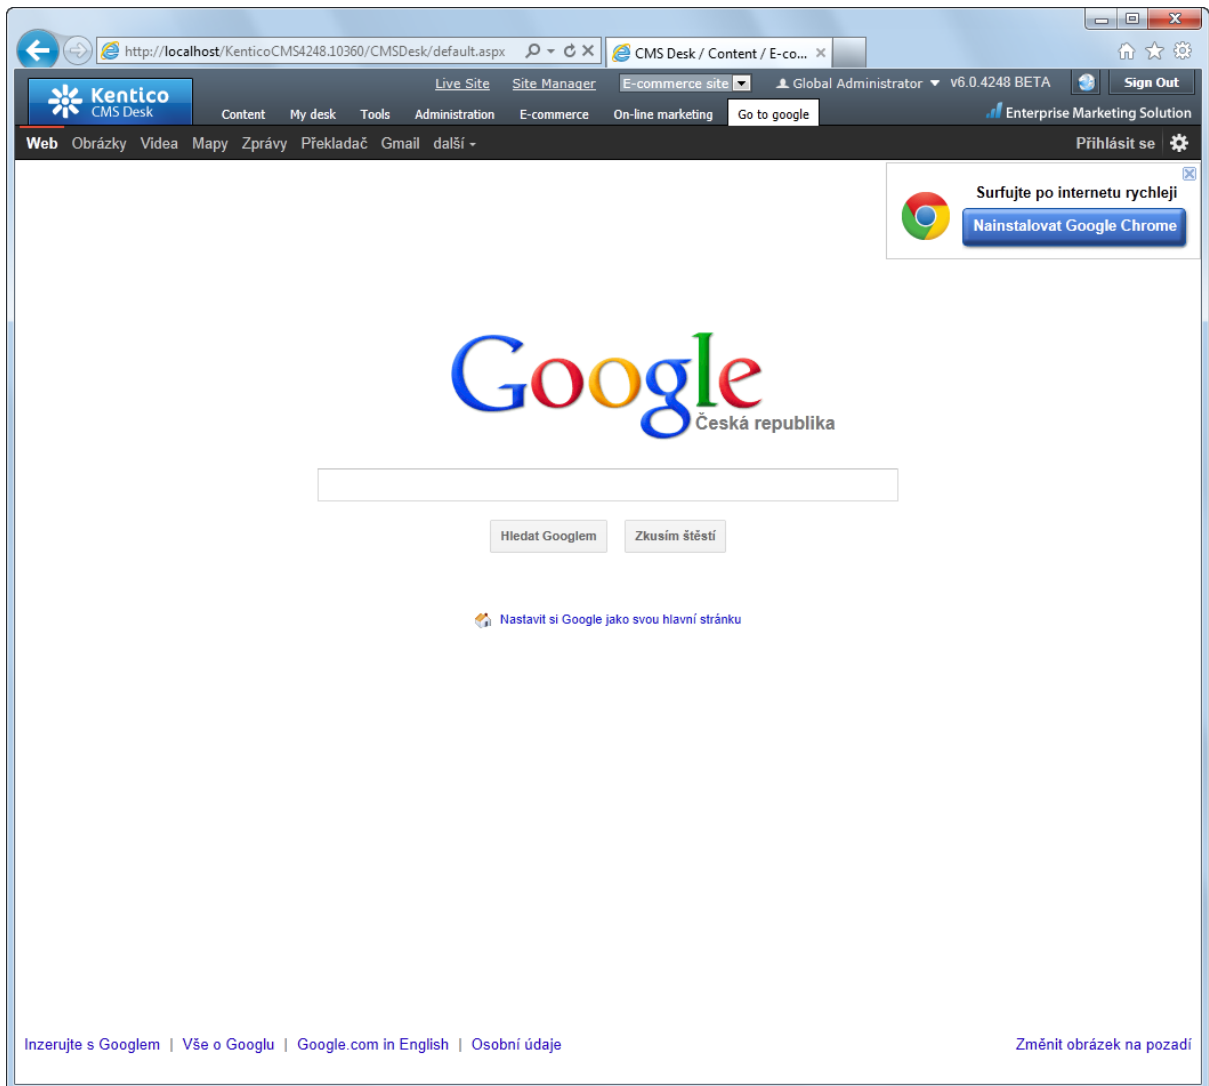 http://localhost/KenticoCMS4248.10360/CMSDesk/default.aspx
CMS Desk / Content / E-co...
Kentico
CMS Desk
Live Site Site Manager E-commerce site Global Administrator v6.0.4248 BETA Sign Out
Content My desk Tools Administration E-commerce On-line marketing Go to google Enterprise Marketing Solution
Web Obrázky Videa Mapy Zprávy Překladač Gmail další Přihlásit se
Surfujte po internetu rychleji
Nainstalovat Google Chrome
Google
Česká republika
Hledat Googlem Zkusím štěstí
Nastavit si Google jako svou hlavní stránku
Inzerujte s Googlem | Vše o Googlu | Google.com in English | Osobní údaje Změnit obrázek na pozadí